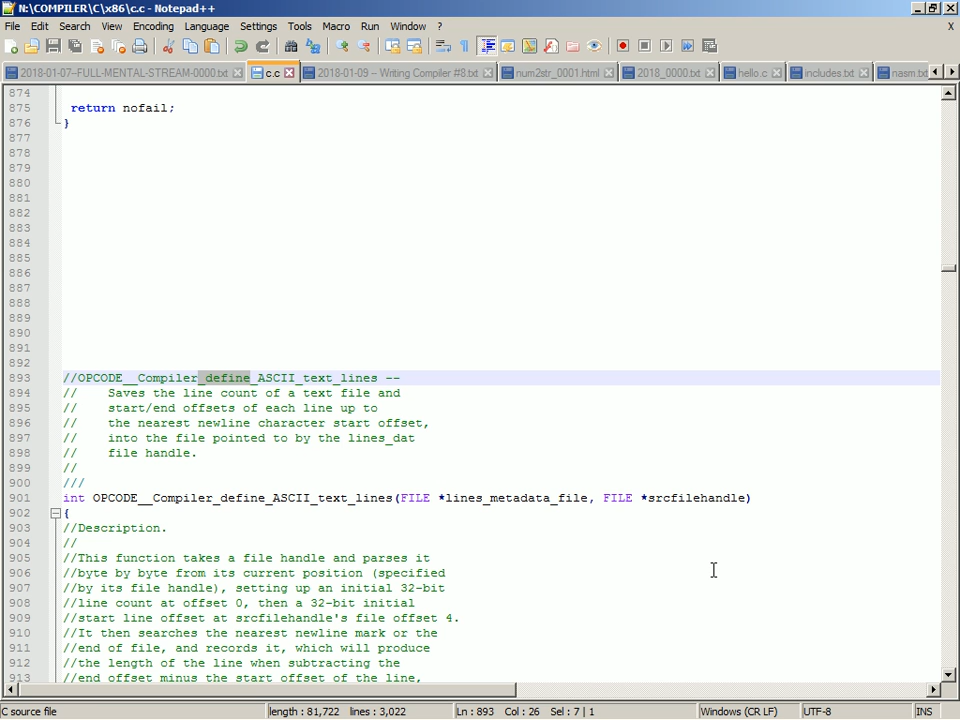 N:\COMPILER\C\x86\c.c - Notepad++
File Edit Search View Encoding Language Settings Tools Macro Run Window ? X
2018-01-07-FULL-MENTAL-STREAM-0000.txt c.c 2018-01-09 -- Writing Compiler #8.txt num2str_0001.html 2018_0000.txt hello.c includes.txt nasm.txt
874
875 return nofail;
876 }
877
878
879
880
881
882
883
884
885
886
887
888
889
890
891
892
893 //OPCODE__Compiler_define_ASCII_text_lines --
894 // Saves the line count of a text file and
895 // start/end offsets of each line up to
896 // the nearest newline character start offset,
897 // into the file pointed to by the lines_dat
898 // file handle.
899 //
900 ///
901 int OPCODE__Compiler_define_ASCII_text_lines(FILE *lines_metadata_file, FILE *srcfilehandle)
902 {
903 //Description.
904 //
905 //This function takes a file handle and parses it
906 //byte by byte from its current position (specified
907 //by its file handle), setting up an initial 32-bit
908 //line count at offset 0, then a 32-bit initial
909 //start line offset at srcfilehandle's file offset 4.
910 //It then searches the nearest newline mark or the
911 //end of file, and records it, which will produce
912 //the length of the line when subtracting the
913 //end offset minus the start offset of the line,
C source file length : 81,722 lines : 3,022 Ln : 893 Col : 26 Sel : 7 | 1 Windows (CR LF) UTF-8 INS